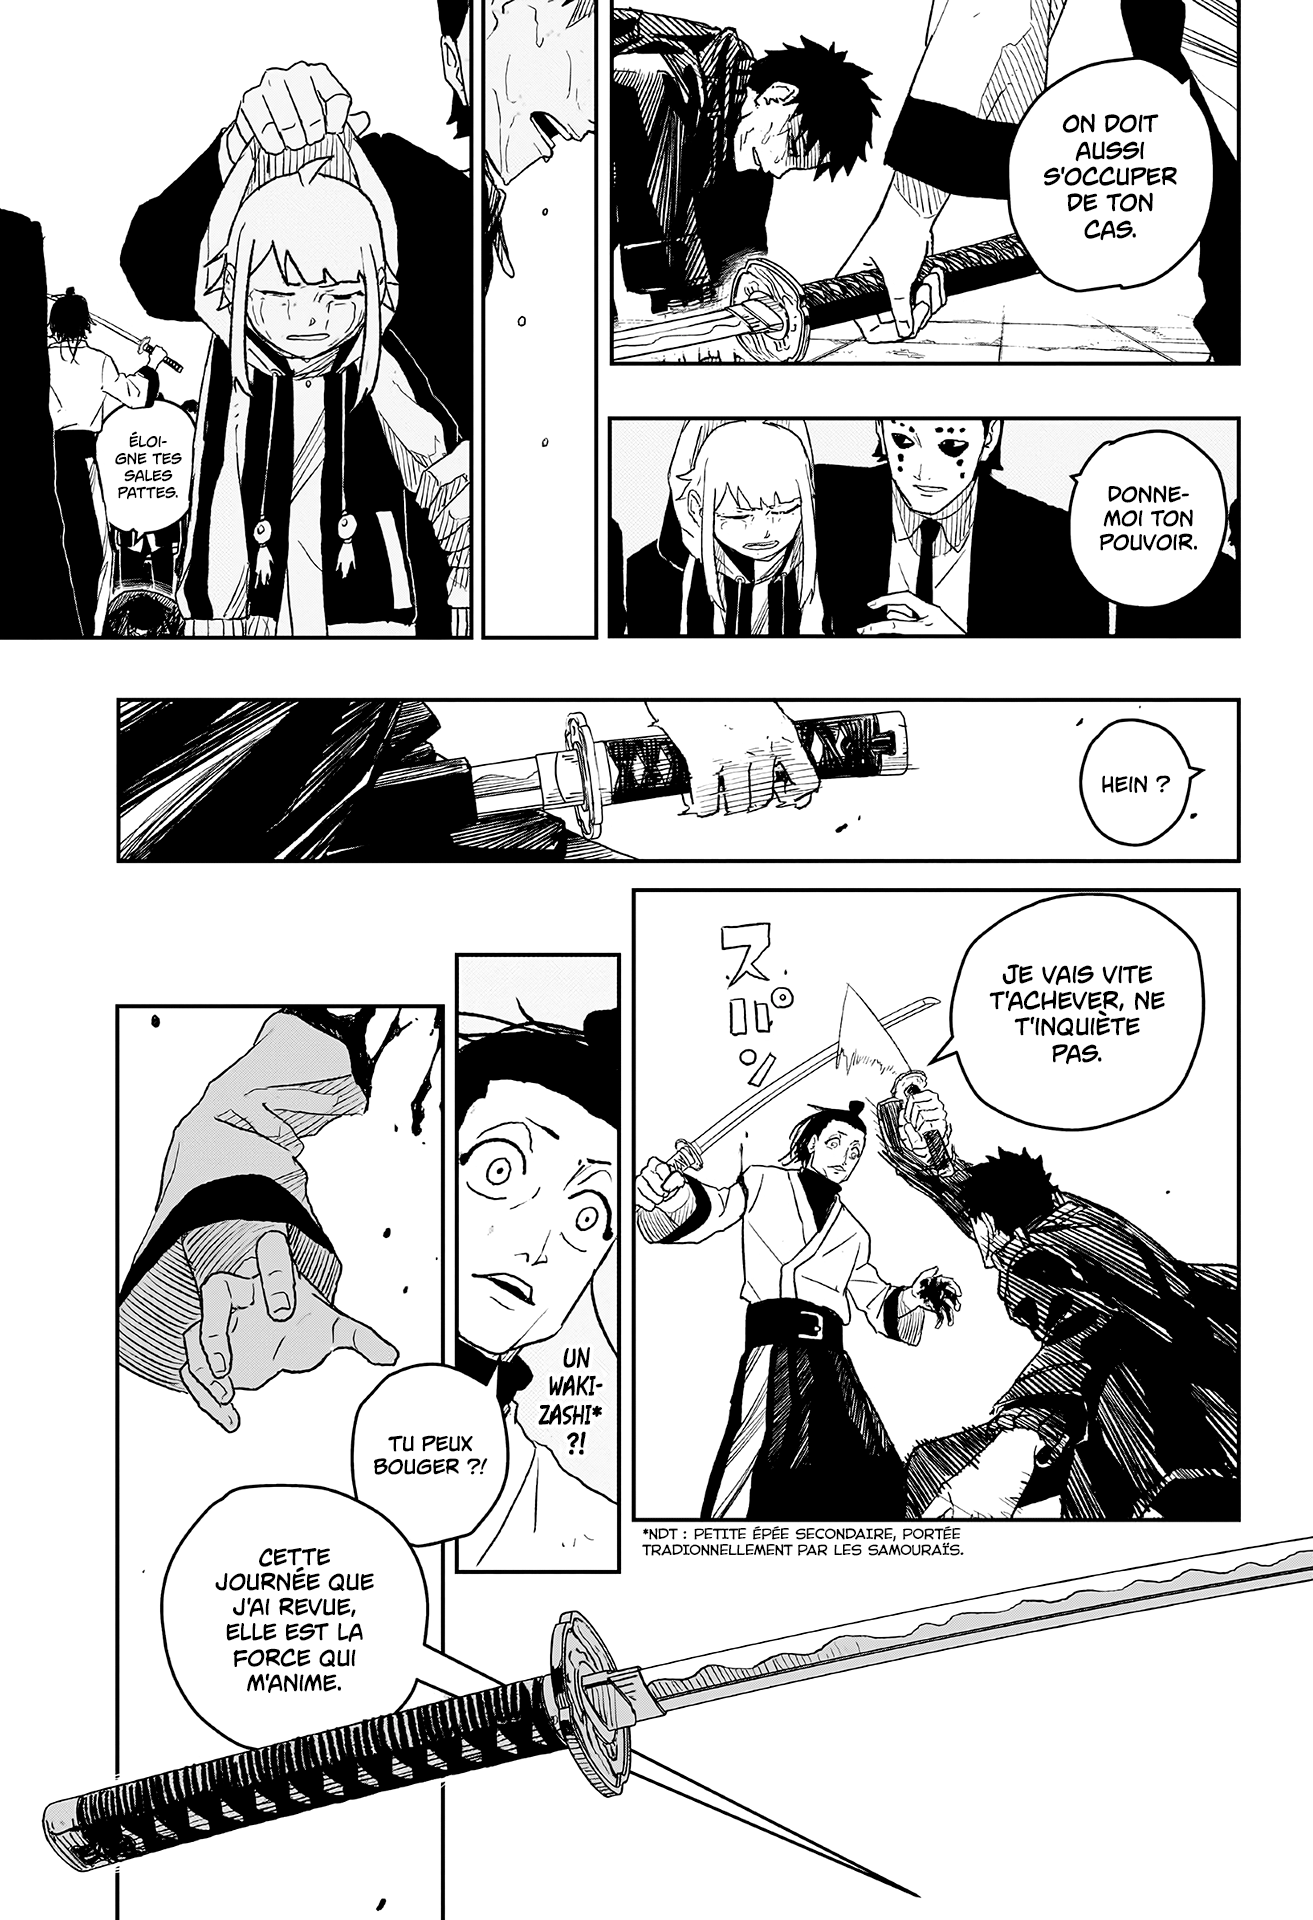 ON DOIT
AUSSI
S'OCCUPER
DE TON
CAS.
ÉLOI-
GNE TES
SALES
PATTES.
DONNE-
MOI TON
POUVOIR.
HEIN ?
JE VAIS VITE
T'ACHEVER, NE
T'INQUIÈTE
PAS.
スパン
UN
WAKI-
ZASHI*
?!
*NDT : PETITE ÉPÉE SECONDAIRE, PORTÉE
TRADIONNELLEMENT PAR LES SAMOURAÏS.
TU PEUX
BOUGER ?!
CETTE
JOURNÉE QUE
J'AI REVUE,
ELLE EST LA
FORCE QUI
M'ANIME.